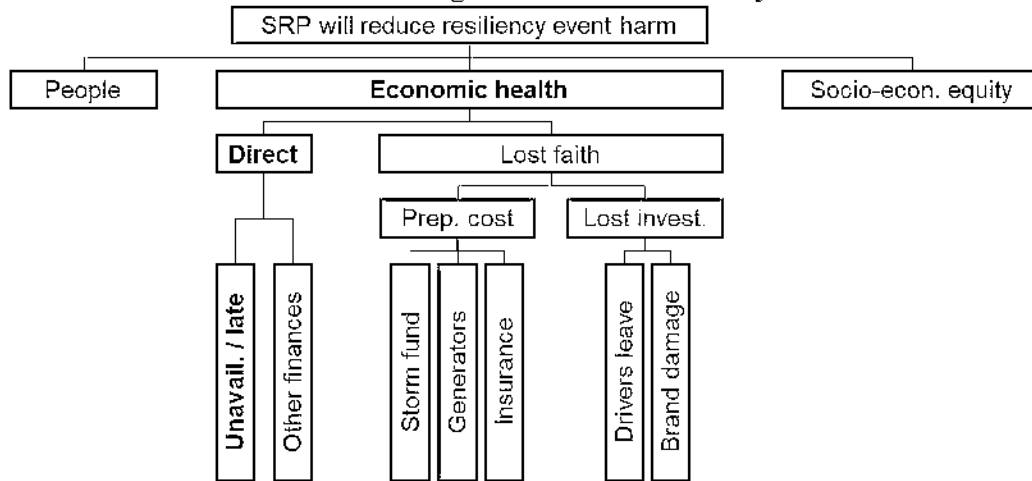 SRP will reduce resiliency event harm
People
Economic health
Socio-econ. equity
Direct
Lost faith
Prep. cost
Lost invest.
Unavail. / late
Other finances
Storm fund
Generators
Insurance
Drivers leave
Brand damage